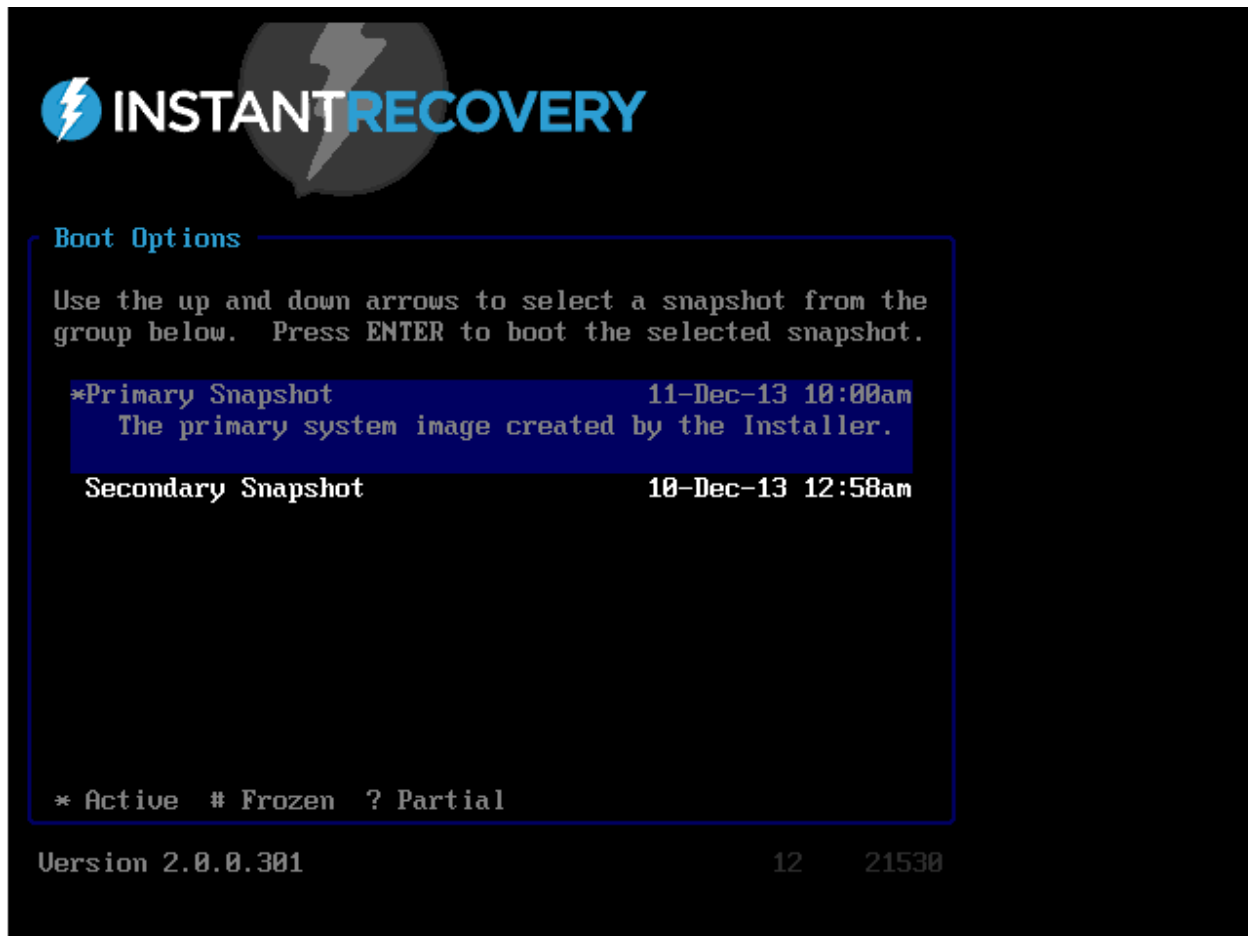 INSTANTRECOVERY
Boot Options
Use the up and down arrows to select a snapshot from the
group below.  Press ENTER to boot the selected snapshot.
*Primary Snapshot 11-Dec-13 10:00am
The primary system image created by the Installer.
Secondary Snapshot 10-Dec-13 12:58am
* Active  # Frozen  ? Partial
Version 2.0.0.301 12 21530